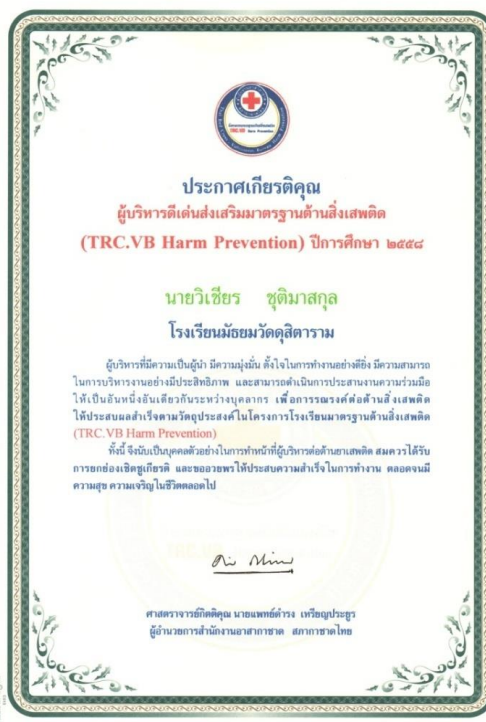 TRC.VB Harm Prevention
ประกาศเกียรติคุณ
ผู้บริหารดีเด่นส่งเสริมมาตรฐานต้านสิ่งเสพติด
(TRC.VB Harm Prevention) ปีการศึกษา ๒๕๕๘
นายวิเชียร ชุติมาสกุล
โรงเรียนมัธยมวัดดุสิตาราม
ผู้บริหารที่มีความเป็นผู้นำ มีความมุ่งมั่น ตั้งใจในการทำงานอย่างดียิ่ง มีความสามารถ
ในการบริหารงานอย่างมีประสิทธิภาพ และสามารถดำเนินการประสานงานความร่วมมือ
ให้เป็นอันหนึ่งอันเดียวกันระหว่างบุคลากร เพื่อการรณรงค์ต่อต้านสิ่งเสพติด
ให้ประสบผลสำเร็จตามวัตถุประสงค์ในโครงการโรงเรียนมาตรฐานต้านสิ่งเสพติด
(TRC.VB Harm Prevention)
ทั้งนี้ จึงนับเป็นบุคคลตัวอย่างในการทำหน้าที่ผู้บริหารต่อต้านยาเสพติด สมควรได้รับ
การยกย่องเชิดชูเกียรติ และขออวยพรให้ประสบความสำเร็จในการทำงาน ตลอดจนมี
ความสุข ความเจริญในชีวิตตลอดไป
ศาสตราจารย์กิตติคุณ นายแพทย์ดำรง เหรียญประยูร
ผู้อำนวยการสำนักงานอาสากาชาด สภากาชาดไทย